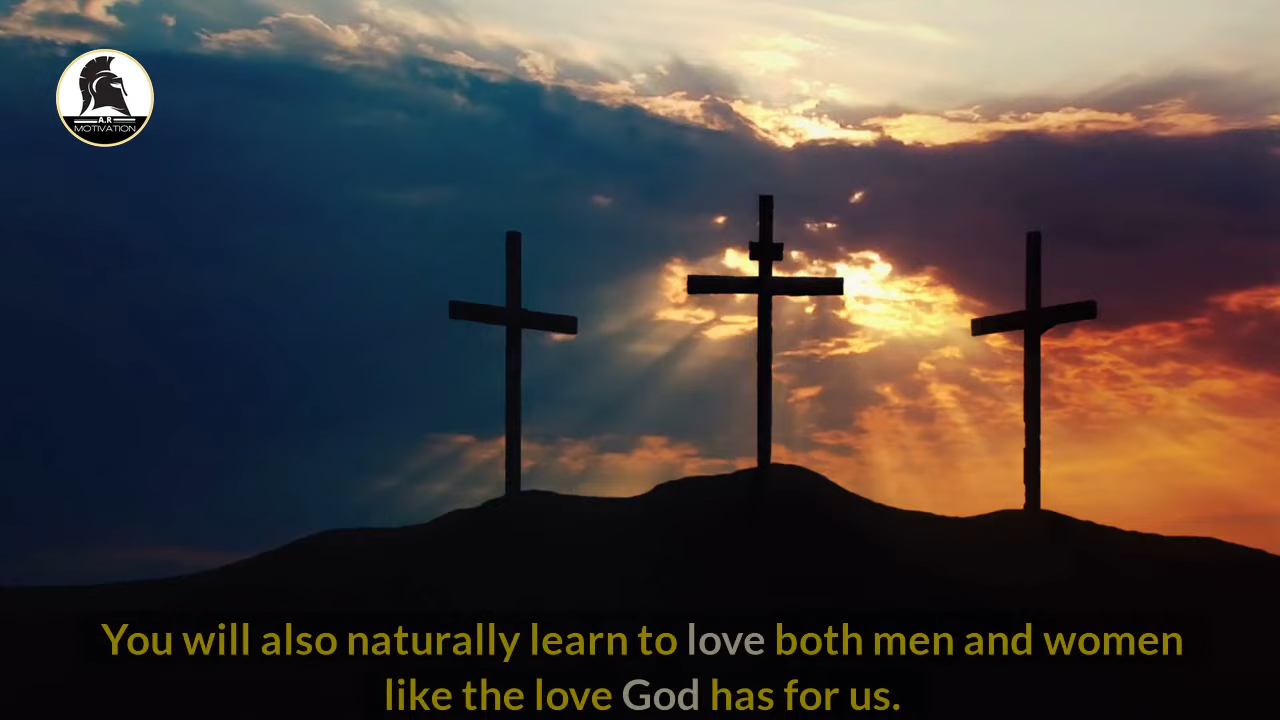 A.R
MOTIVATION
You will also naturally learn to love both men and women
like the love God has for us.